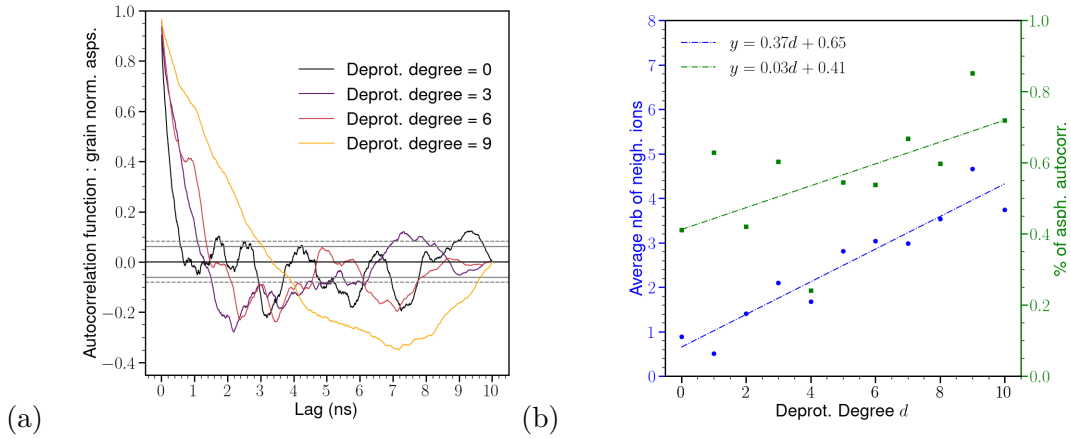 Autocorrelation function : grain norm. asps.
1.0
0.8
0.6
0.4
0.2
0.0
−0.2
−0.4
0 1 2 3 4 5 6 7 8 9 10
Lag (ns)
Deprot. degree = 0
Deprot. degree = 3
Deprot. degree = 6
Deprot. degree = 9
(a)
Average nb of neigh. ions
8
7
6
5
4
3
2
1
0
y = 0.37d + 0.65
y = 0.03d + 0.41
0 2 4 6 8 10
Deprot. Degree d
1.0
0.8
0.6
0.4
0.2
0.0
% of asph. autocorr.
(b)